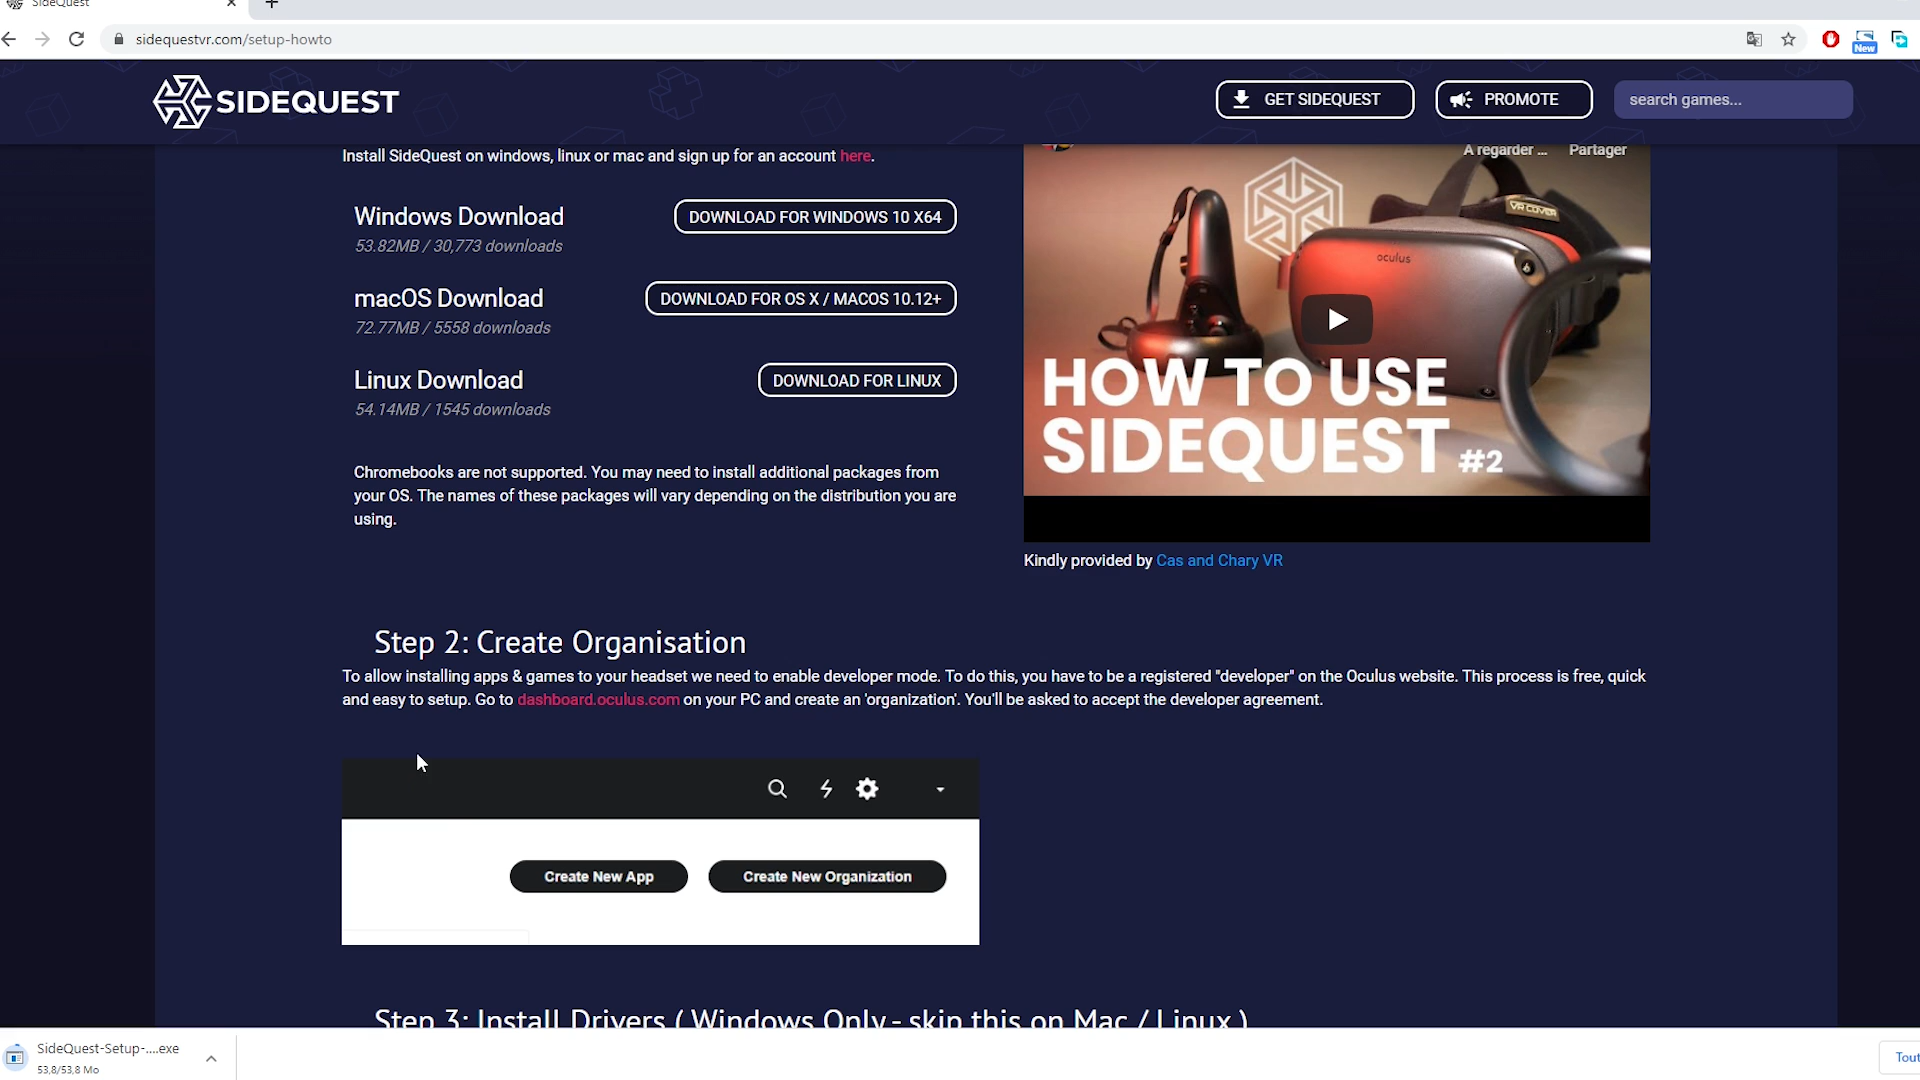 SideQuest
sidequestvr.com/setup-howto
New
SIDEQUEST
GET SIDEQUEST
PROMOTE
search games...
Install SideQuest on windows, linux or mac and sign up for an account here.
Windows Download
DOWNLOAD FOR WINDOWS 10 X64
53.82MB / 30,773 downloads
macOS Download
DOWNLOAD FOR OS X / MACOS 10.12+
72.77MB / 5558 downloads
Linux Download
DOWNLOAD FOR LINUX
54.14MB / 1545 downloads
Chromebooks are not supported. You may need to install additional packages from
your OS. The names of these packages will vary depending on the distribution you are
using.
A regarder ...
Partager
VR COVER
oculus
HOW TO USE
SIDEQUEST #2
Kindly provided by Cas and Chary VR
Step 2: Create Organisation
To allow installing apps & games to your headset we need to enable developer mode. To do this, you have to be a registered "developer" on the Oculus website. This process is free, quick
and easy to setup. Go to dashboard.oculus.com on your PC and create an 'organization'. You'll be asked to accept the developer agreement.
Create New App
Create New Organization
Step 3: Install Drivers ( Windows Only - skip this on Mac / Linux )
SideQuest-Setup-....exe
53,8/53,8 Mo
Tout